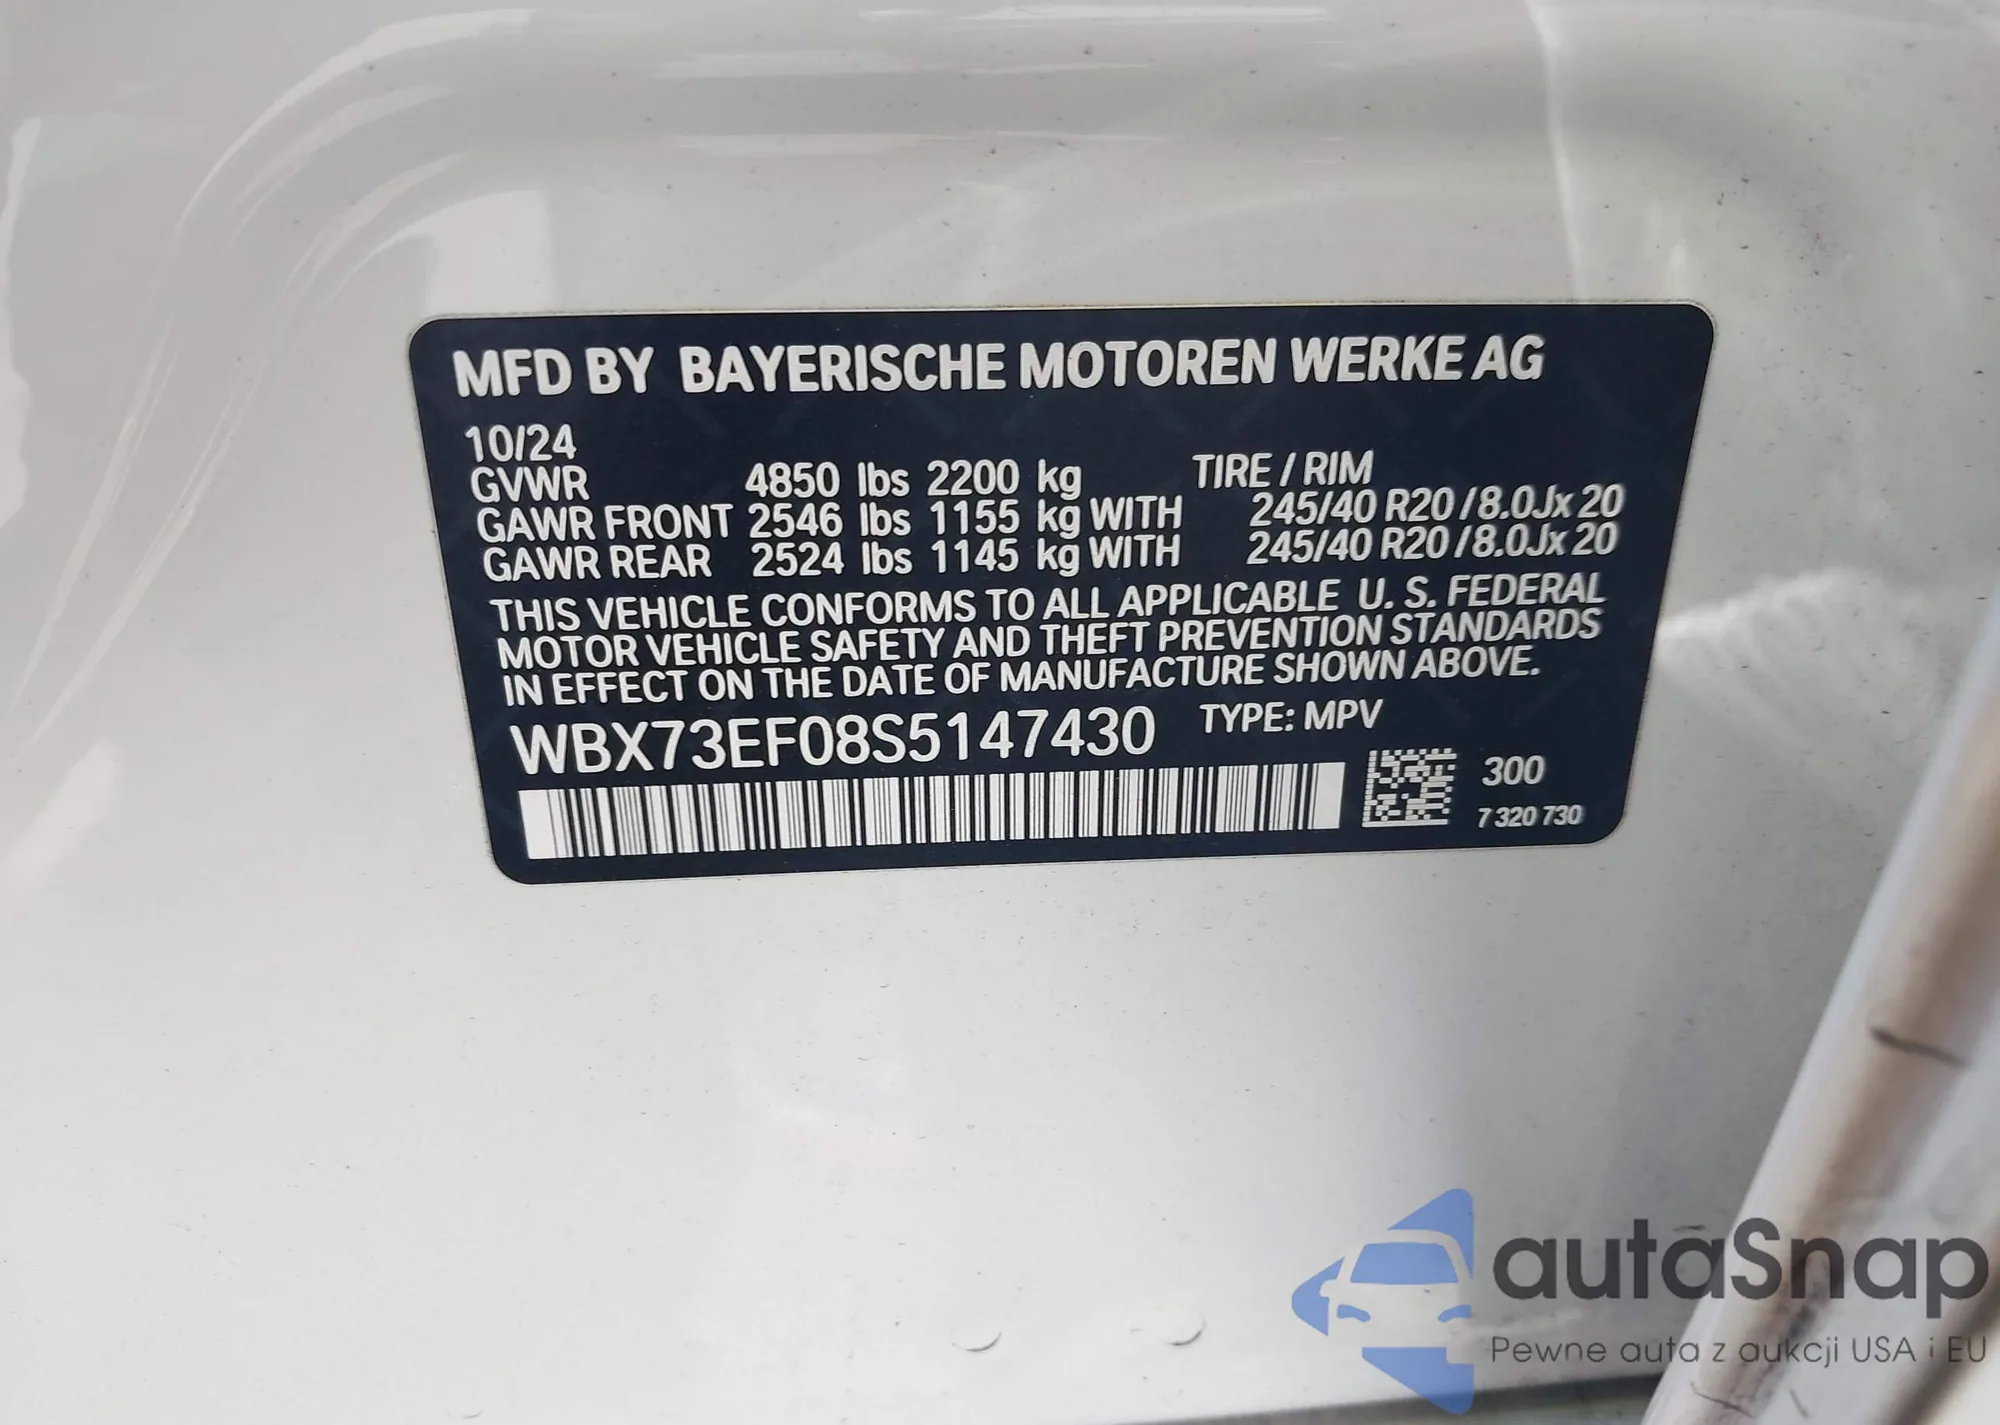 MFD BY BAYERISCHE MOTOREN WERKE AG
10/24
GVWR 4850 lbs 2200 kg TIRE / RIM
GAWR FRONT 2546 lbs 1155 kg WITH 245/40 R20 / 8.0Jx 20
GAWR REAR 2524 lbs 1145 kg WITH 245/40 R20 / 8.0Jx 20
THIS VEHICLE CONFORMS TO ALL APPLICABLE U. S. FEDERAL
MOTOR VEHICLE SAFETY AND THEFT PREVENTION STANDARDS
IN EFFECT ON THE DATE OF MANUFACTURE SHOWN ABOVE.
WBX73EF08S5147430 TYPE: MPV
300
7 320 730
autaSnap
Pewne auta z aukcji USA i EU